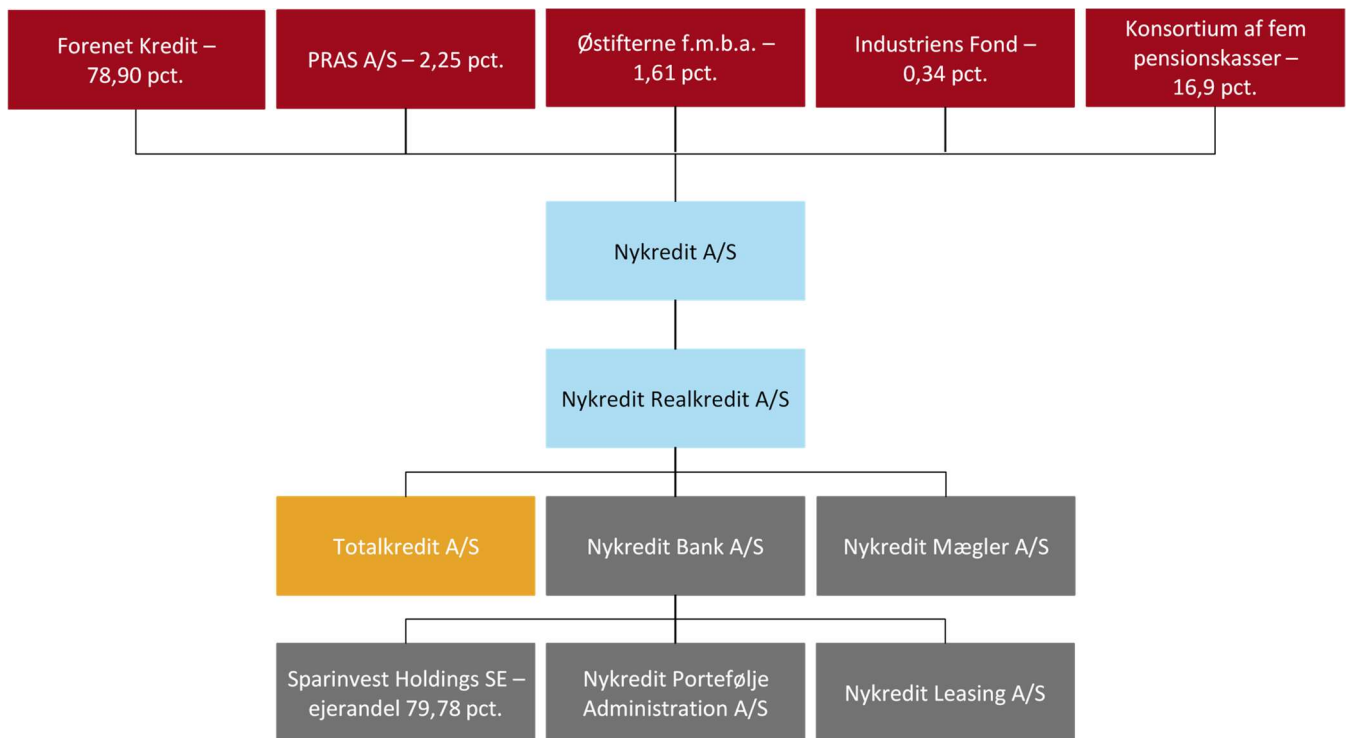 Forenet Kredit –
78,90 pct.
PRAS A/S – 2,25 pct.
Østifterne f.m.b.a. –
1,61 pct.
Industriens Fond –
0,34 pct.
Konsortium af fem
pensionskasser –
16,9 pct.
Nykredit A/S
Nykredit Realkredit A/S
Totalkredit A/S
Nykredit Bank A/S
Nykredit Mægler A/S
Sparinvest Holdings SE –
ejerandel 79,78 pct.
Nykredit Portefølje
Administration A/S
Nykredit Leasing A/S